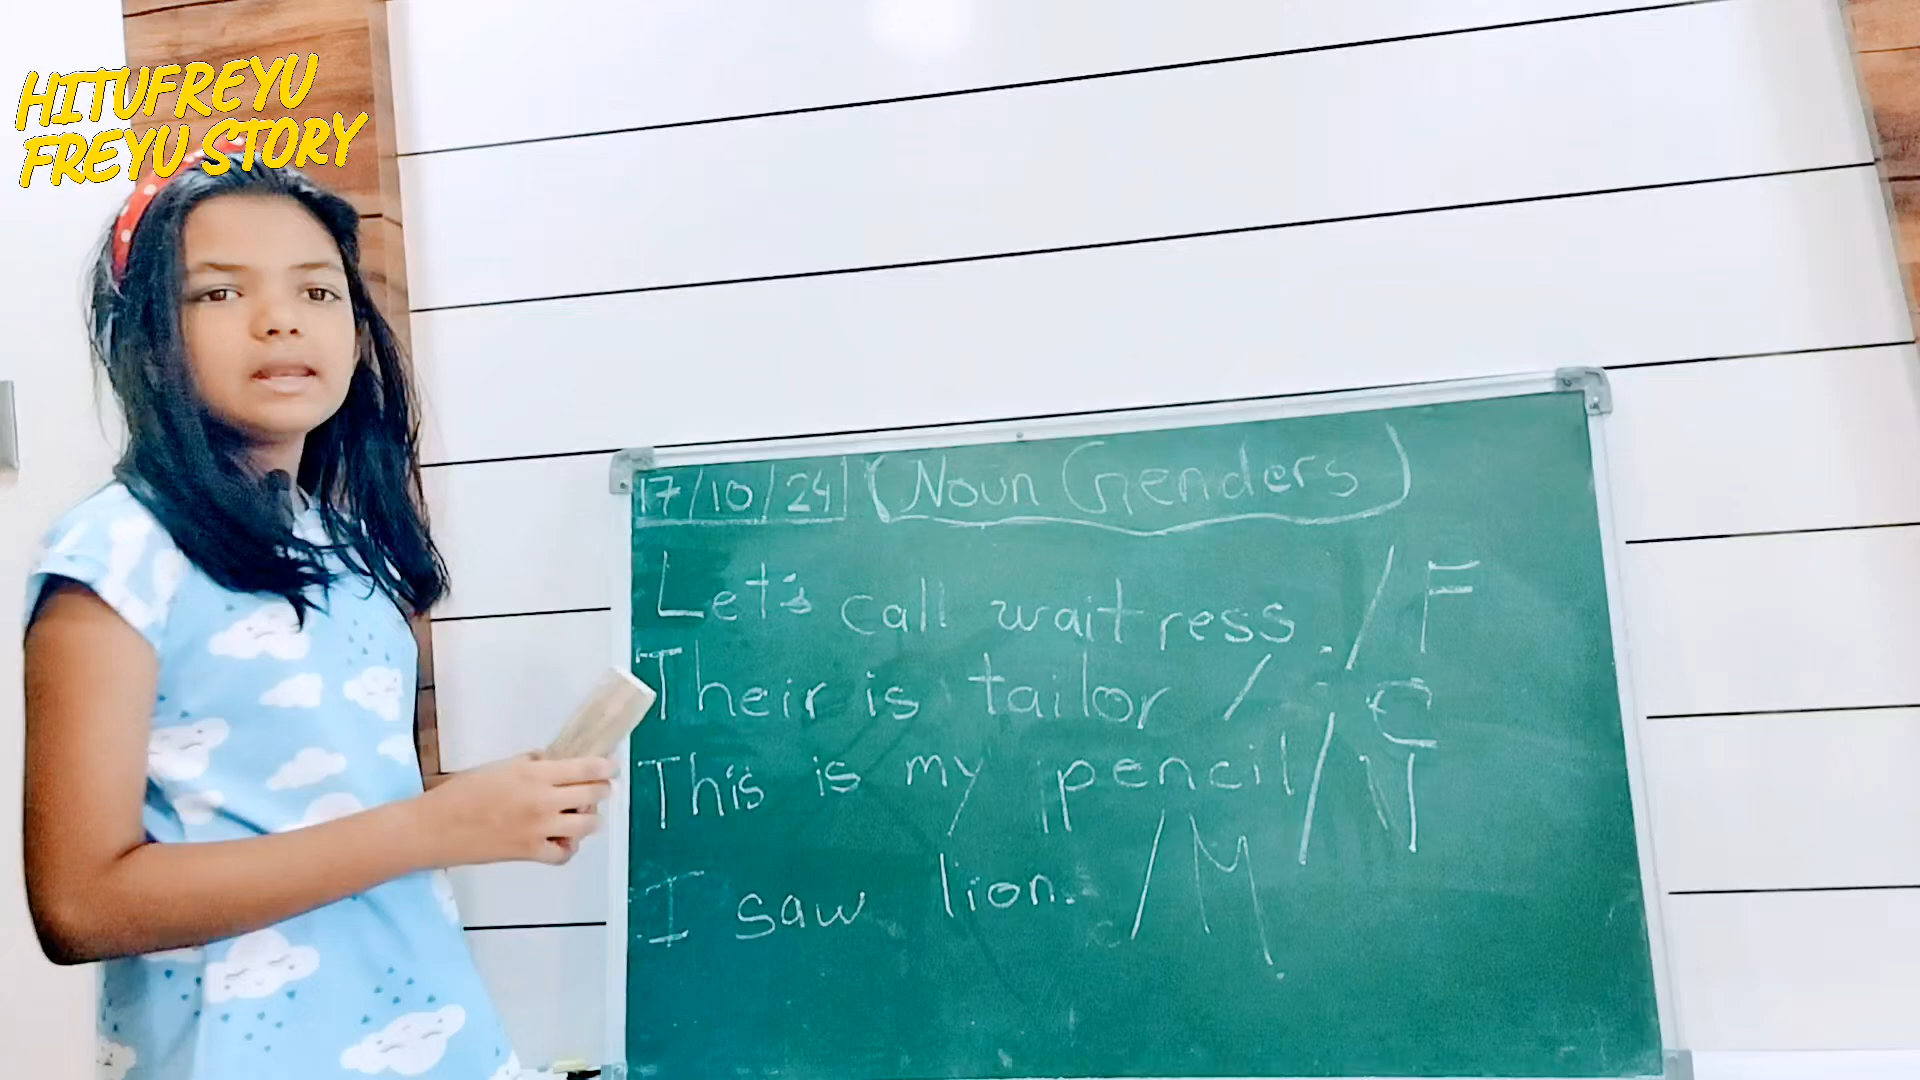 HITUFREYU
FREYU STORY
17/10/24 (Noun Genders)
Let's call waitress. / F
Their is tailor / C
This is my pencil / N
I saw lion. / M